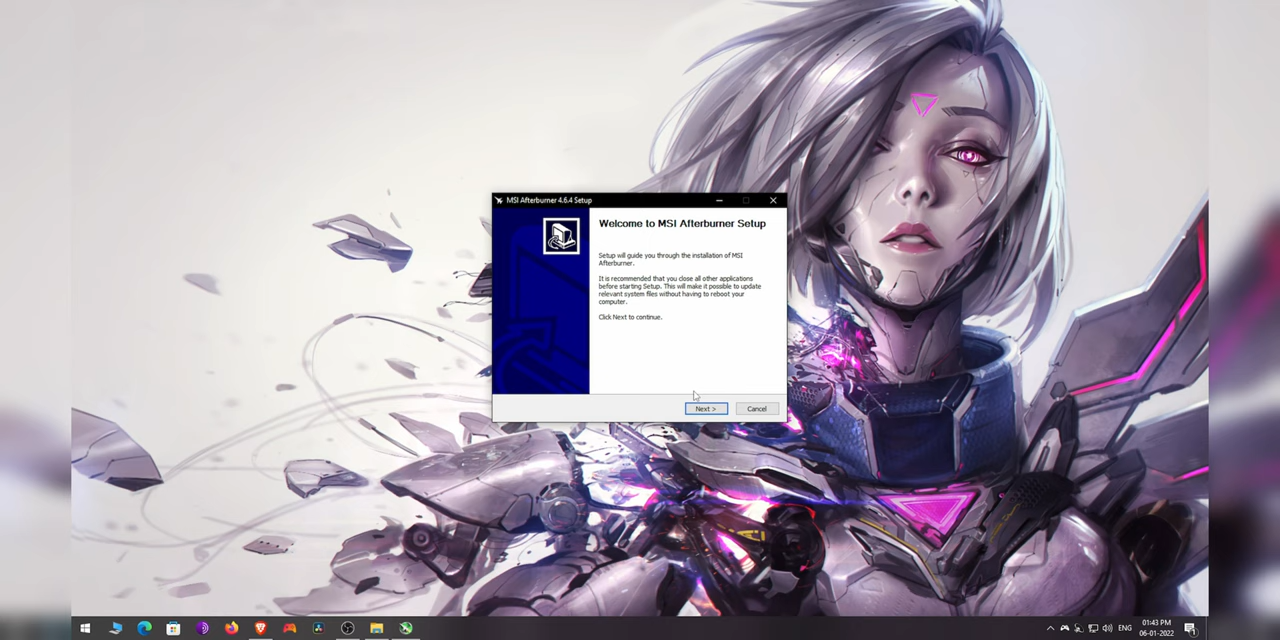 MSI Afterburner 4.6.4 Setup
Welcome to MSI Afterburner Setup
Setup will guide you through the installation of MSI
Afterburner.
It is recommended that you close all other applications
before starting Setup. This will make it possible to update
relevant system files without having to reboot your
computer.
Click Next to continue.
Next >
Cancel
ENG
01:43 PM
06-01-2022